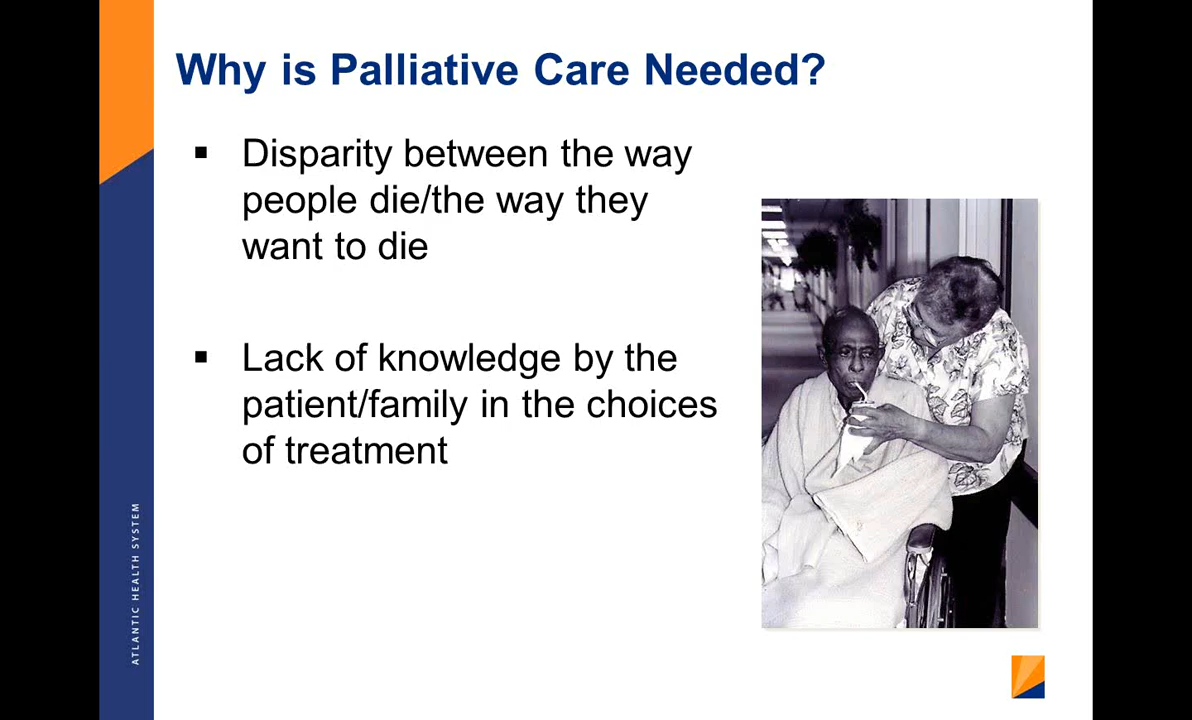 Why is Palliative Care Needed?
▪ Disparity between the way
people die/the way they
want to die
▪ Lack of knowledge by the
patient/family in the choices
of treatment
ATLANTIC HEALTH SYSTEM